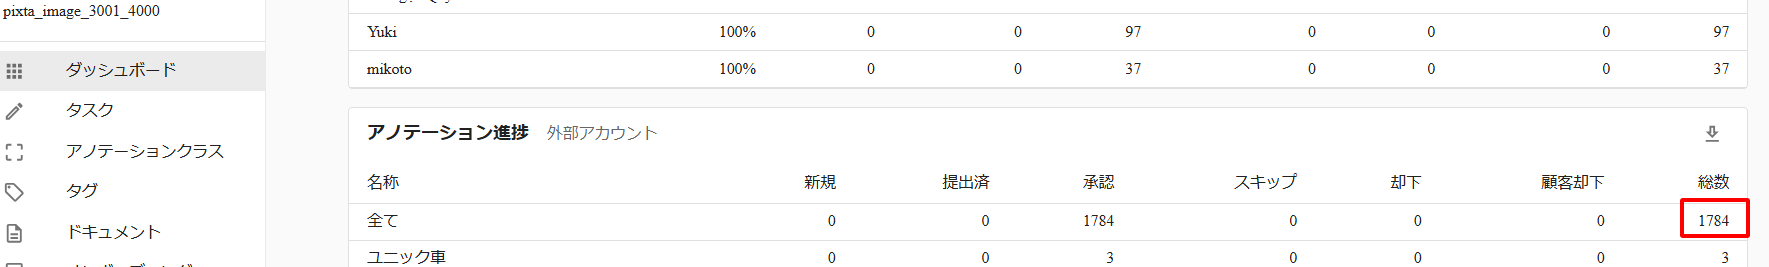 pixta_image_3001_4000
ダッシュボード
タスク
アノテーションクラス
タグ
ドキュメント
Yuki 100% 0 0 97 0 0 0 97
mikoto 100% 0 0 37 0 0 0 37
アノテーション進捗 外部アカウント
名称 新規 提出済 承認 スキップ 却下 顧客却下 総数
全て 0 0 1784 0 0 0 1784
ユニック車 0 0 3 0 0 0 3